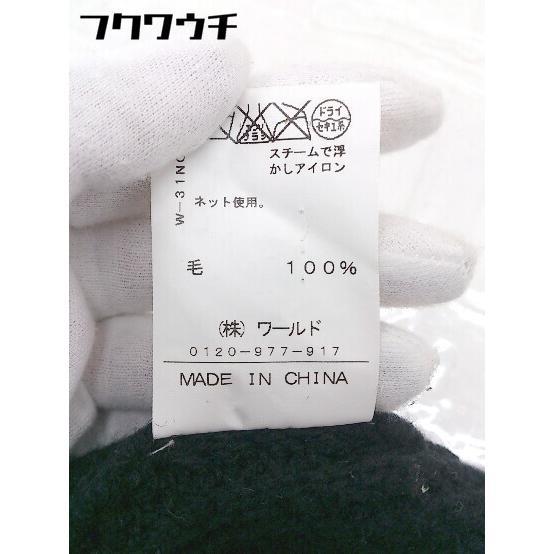 フクワウチ
ドライ
セキユ系
スチームで浮
かしアイロン
W-31NO
ネット使用。
毛 100%
(株) ワールド
0120-977-917
MADE IN CHINA